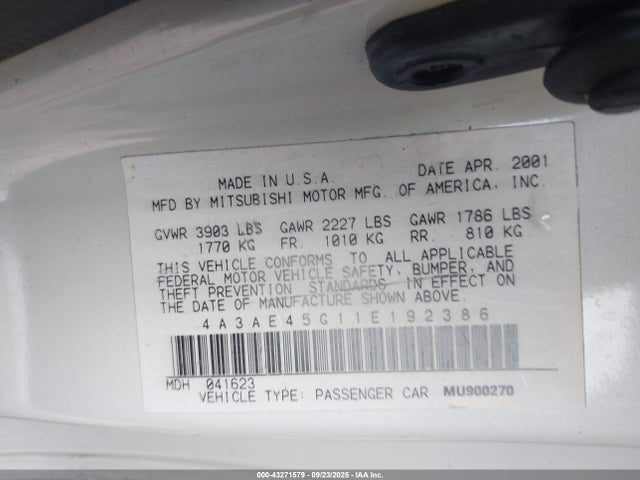 MADE IN U.S.A. DATE APR. 2001
MFD BY MITSUBISHI MOTOR MFG. OF AMERICA, INC.
GVWR 3903 LBS GAWR 2227 LBS GAWR 1786 LBS
1770 KG FR. 1010 KG RR. 810 KG
THIS VEHICLE CONFORMS TO ALL APPLICABLE
FEDERAL MOTOR VEHICLE SAFETY, BUMPER, AND
THEFT PREVENTION STANDARDS IN EFFECT ON
THE DATE OF MANUFACTURE SHOWN ABOVE.
4A3AE45G11E192386
MDH 041623
VEHICLE TYPE: PASSENGER CAR MU900270
00-43271579 - 09/23/2025 - IAA Inc.